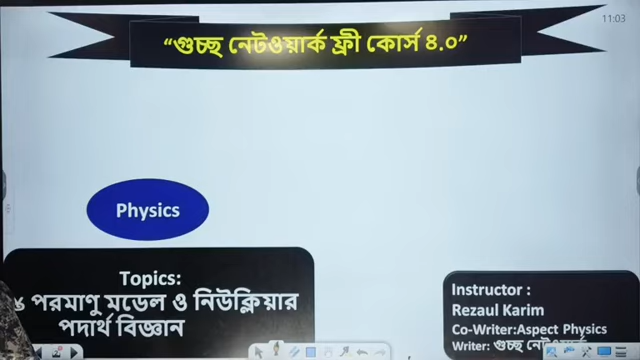 11:03
“গুচ্ছ নেটওয়ার্ক ফ্রী কোর্স ৪.০”
Physics
Topics:
পরমাণু মডেল ও নিউক্লিয়ার
পদার্থ বিজ্ঞান
Instructor :
Rezaul Karim
Co-Writer:Aspect Physics
Writer: গুচ্ছ